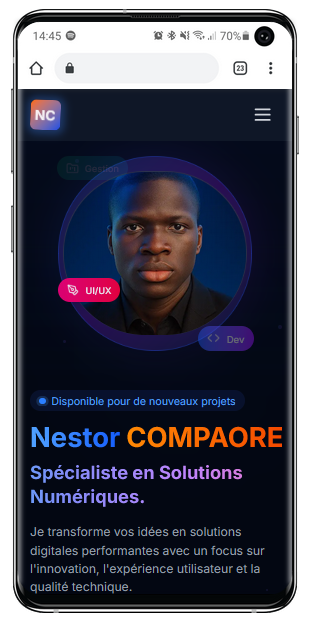 14:45
70%
23
NC
Gestion
UI/UX
Dev
Disponible pour de nouveaux projets
Nestor COMPAORE
Spécialiste en Solutions
Numériques.
Je transforme vos idées en solutions
digitales performantes avec un focus sur
l'innovation, l'expérience utilisateur et la
qualité technique.